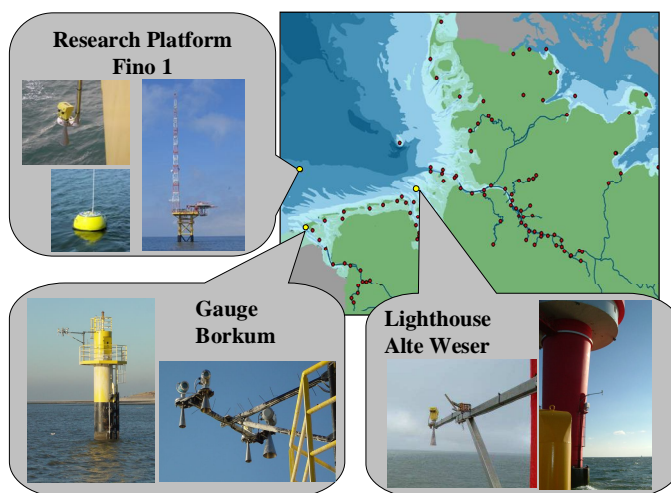 Research Platform
Fino 1
Gauge
Borkum
Lighthouse
Alte Weser